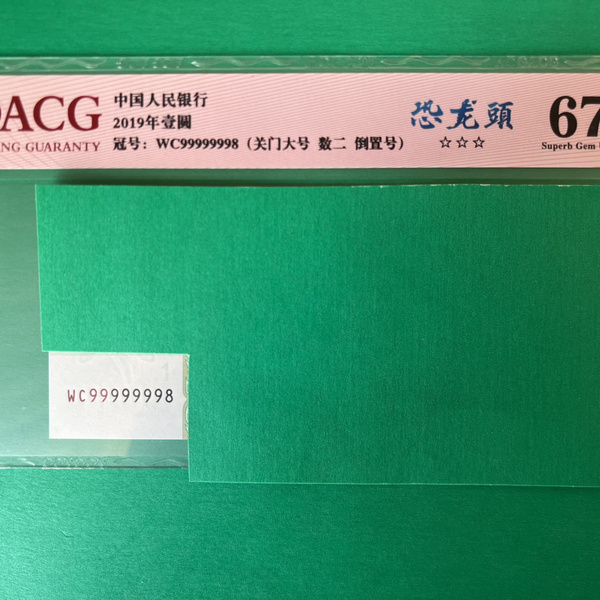 ACG
NG GUARANTY
中国人民银行
2019年壹圆
冠号：WC99999998（关门大号 数二 倒置号）
恐龙頭
☆☆☆
67
Superb Gem
WC99999998